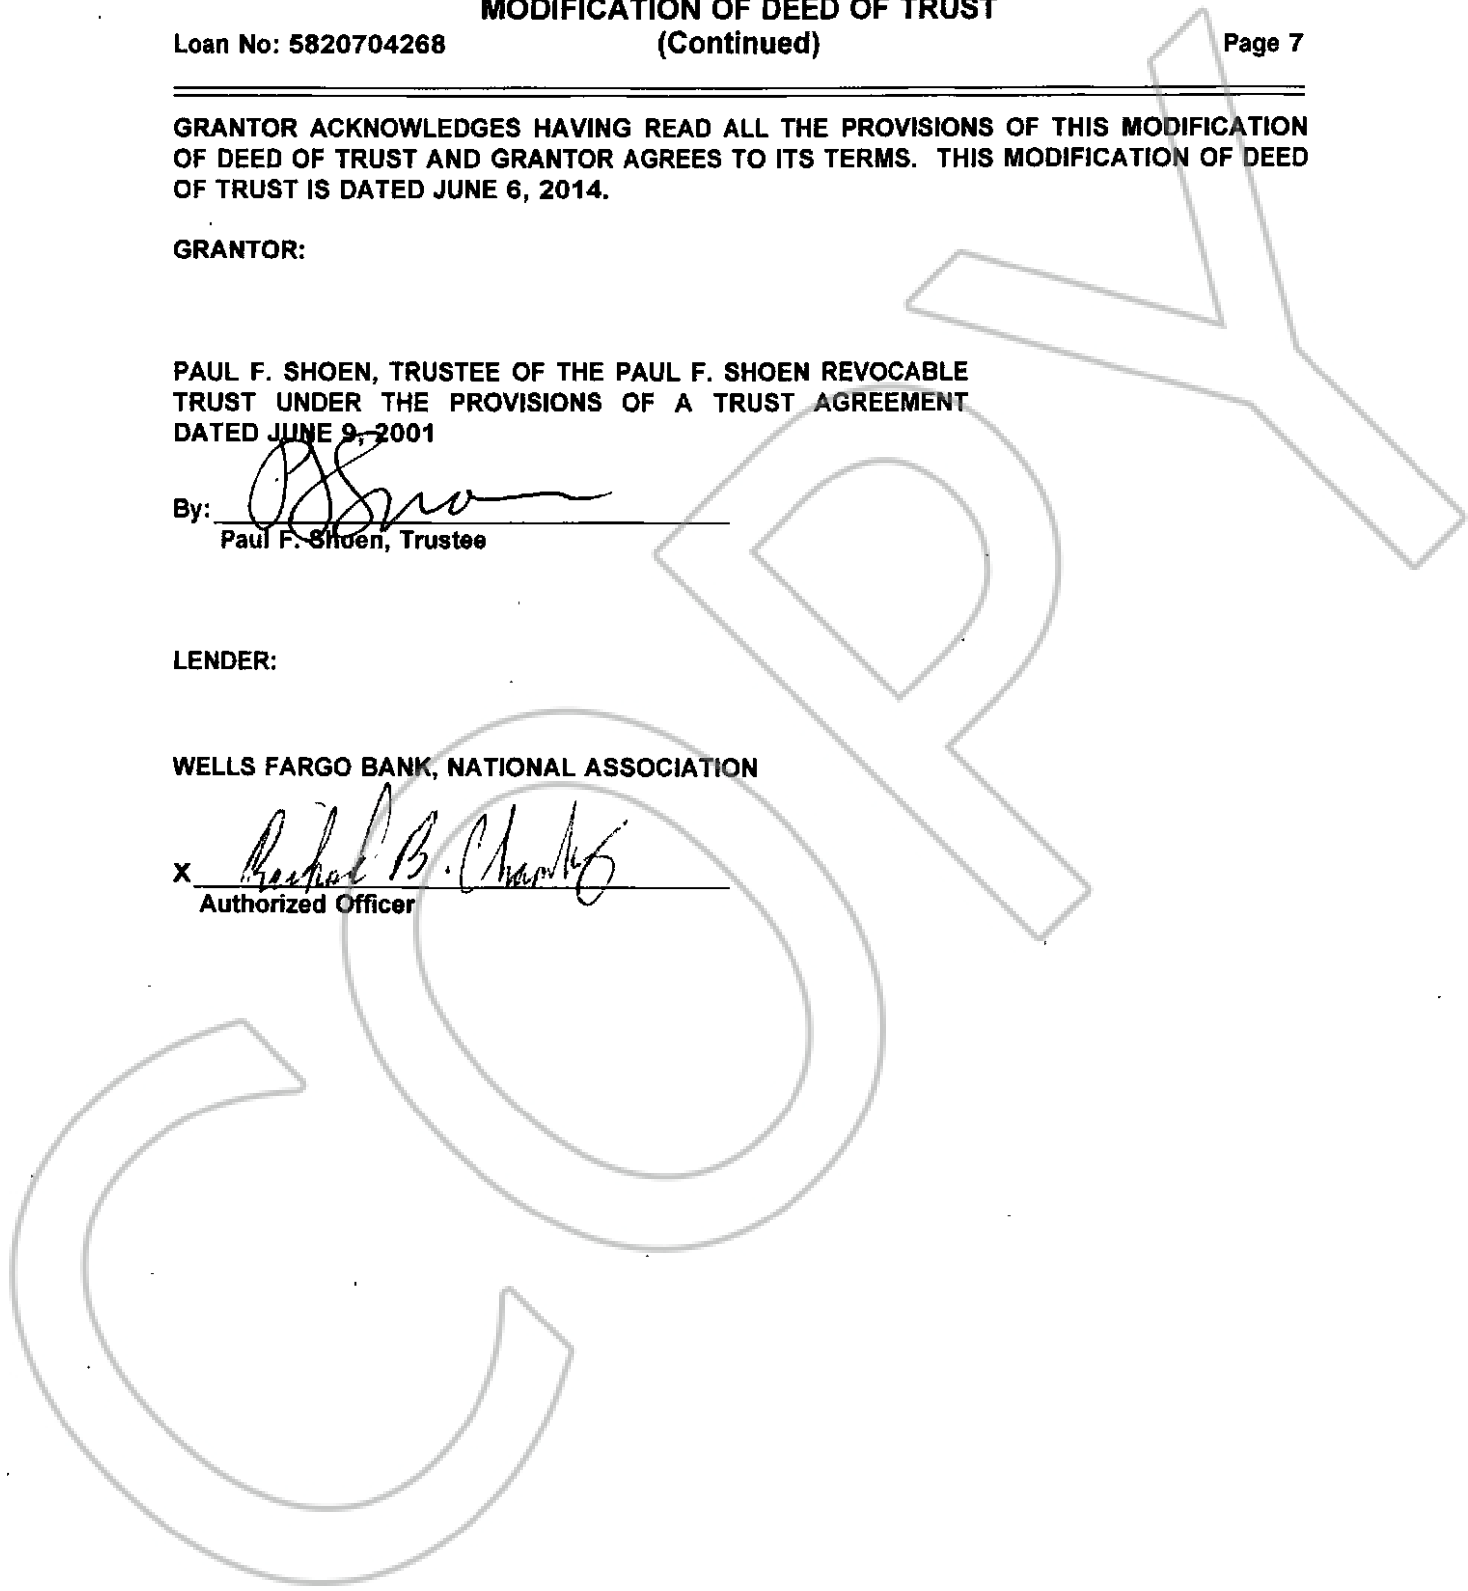 MODIFICATION OF DEED OF TRUST
Loan No: 5820704268 (Continued) Page 7
GRANTOR ACKNOWLEDGES HAVING READ ALL THE PROVISIONS OF THIS MODIFICATION
OF DEED OF TRUST AND GRANTOR AGREES TO ITS TERMS. THIS MODIFICATION OF DEED
OF TRUST IS DATED JUNE 6, 2014.
GRANTOR:
PAUL F. SHOEN, TRUSTEE OF THE PAUL F. SHOEN REVOCABLE
TRUST UNDER THE PROVISIONS OF A TRUST AGREEMENT
DATED JUNE 9, 2001
By:
Paul F. Shoen, Trustee
LENDER:
WELLS FARGO BANK, NATIONAL ASSOCIATION
X B.
Authorized Officer
COPY